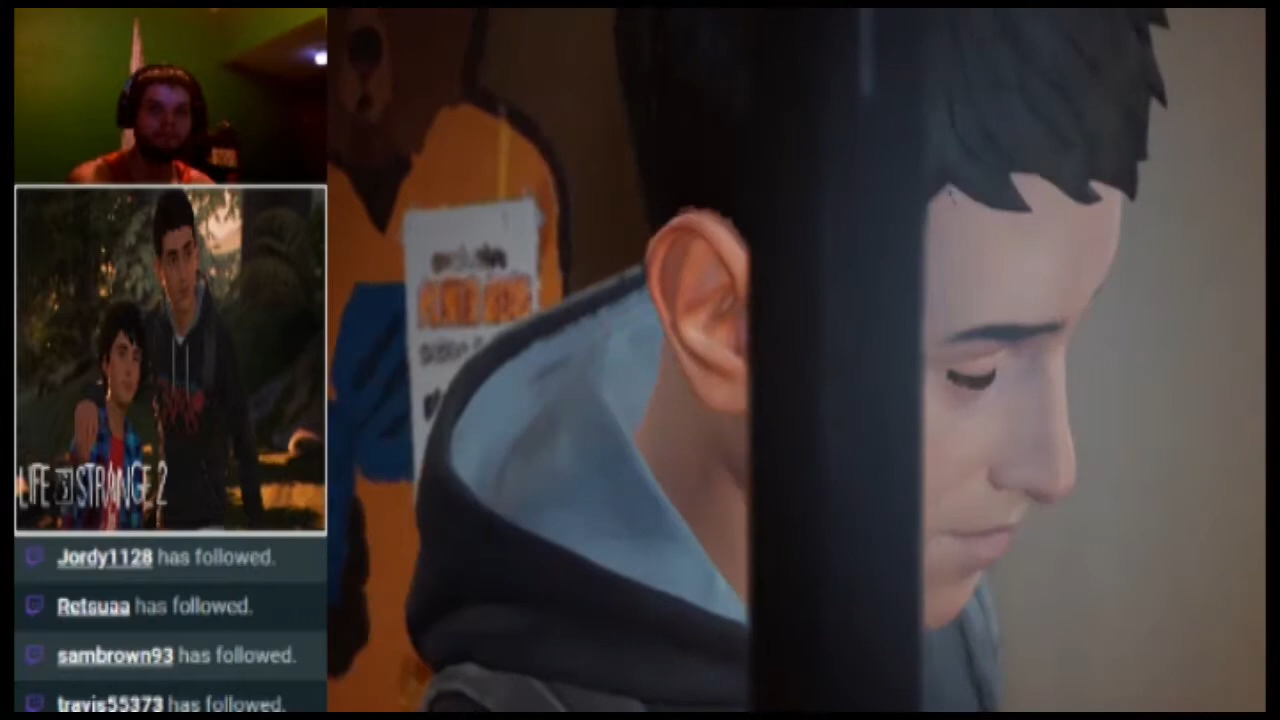 LIFE IS STRANGE 2
Jordy1128 has followed.
Retsuaa has followed.
sambrown93 has followed.
travis55373 has followed.